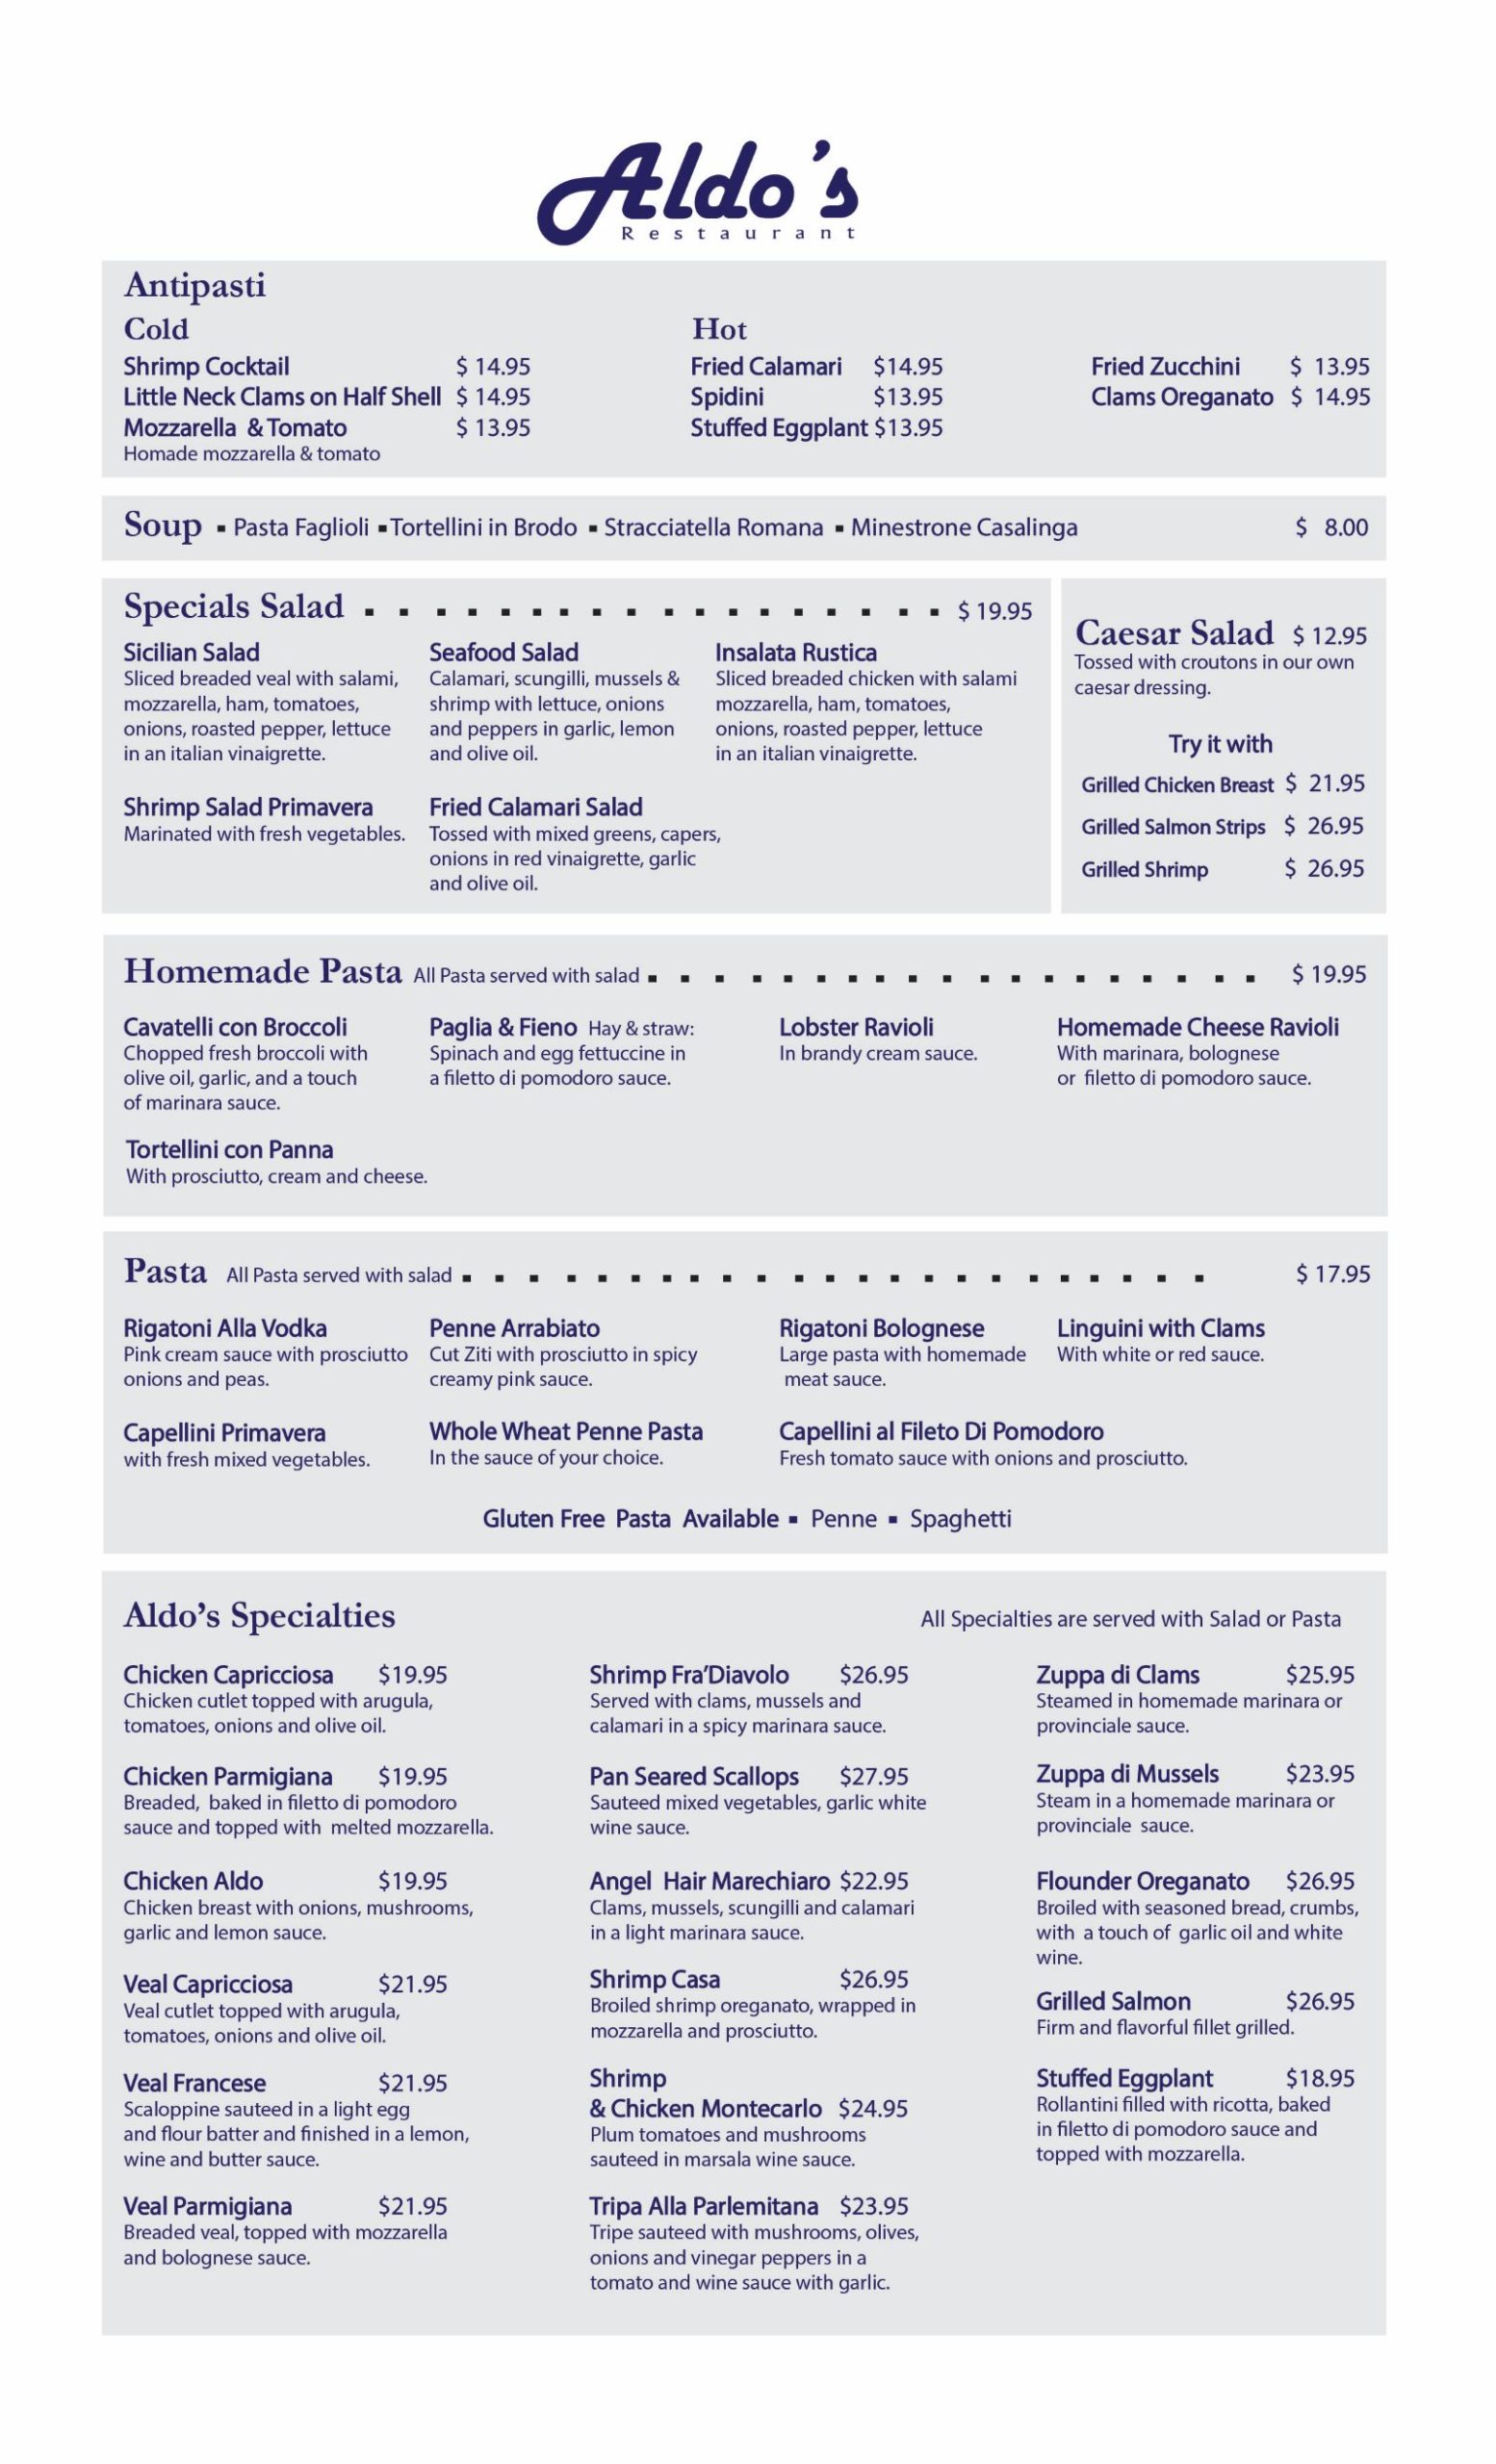 Aldo's
Restaurant
Antipasti
Cold
Shrimp Cocktail $ 14.95
Little Neck Clams on Half Shell $ 14.95
Mozzarella & Tomato $ 13.95
Homade mozzarella & tomato
Hot
Fried Calamari $14.95
Spidini $13.95
Stuffed Eggplant $13.95
Fried Zucchini $ 13.95
Clams Oreganato $ 14.95
Soup ▪ Pasta Faglioli ▪ Tortellini in Brodo ▪ Stracciatella Romana ▪ Minestrone Casalinga $ 8.00
Specials Salad $ 19.95
Sicilian Salad
Sliced breaded veal with salami,
mozzarella, ham, tomatoes,
onions, roasted pepper, lettuce
in an italian vinaigrette.
Seafood Salad
Calamari, scungilli, mussels &
shrimp with lettuce, onions
and peppers in garlic, lemon
and olive oil.
Insalata Rustica
Sliced breaded chicken with salami
mozzarella, ham, tomatoes,
onions, roasted pepper, lettuce
in an italian vinaigrette.
Shrimp Salad Primavera
Marinated with fresh vegetables.
Fried Calamari Salad
Tossed with mixed greens, capers,
onions in red vinaigrette, garlic
and olive oil.
Caesar Salad $ 12.95
Tossed with croutons in our own
caesar dressing.
Try it with
Grilled Chicken Breast $ 21.95
Grilled Salmon Strips $ 26.95
Grilled Shrimp $ 26.95
Homemade Pasta All Pasta served with salad $ 19.95
Cavatelli con Broccoli
Chopped fresh broccoli with
olive oil, garlic, and a touch
of marinara sauce.
Paglia & Fieno Hay & straw:
Spinach and egg fettuccine in
a filetto di pomodoro sauce.
Lobster Ravioli
In brandy cream sauce.
Homemade Cheese Ravioli
With marinara, bolognese
or filetto di pomodoro sauce.
Tortellini con Panna
With prosciutto, cream and cheese.
Pasta All Pasta served with salad $ 17.95
Rigatoni Alla Vodka
Pink cream sauce with prosciutto
onions and peas.
Penne Arrabiato
Cut Ziti with prosciutto in spicy
creamy pink sauce.
Rigatoni Bolognese
Large pasta with homemade
meat sauce.
Linguini with Clams
With white or red sauce.
Capellini Primavera
with fresh mixed vegetables.
Whole Wheat Penne Pasta
In the sauce of your choice.
Capellini al Fileto Di Pomodoro
Fresh tomato sauce with onions and prosciutto.
Gluten Free Pasta Available ▪ Penne ▪ Spaghetti
Aldo's Specialties
All Specialties are served with Salad or Pasta
Chicken Capricciosa $19.95
Chicken cutlet topped with arugula,
tomatoes, onions and olive oil.
Chicken Parmigiana $19.95
Breaded, baked in filetto di pomodoro
sauce and topped with melted mozzarella.
Chicken Aldo $19.95
Chicken breast with onions, mushrooms,
garlic and lemon sauce.
Veal Capricciosa $21.95
Veal cutlet topped with arugula,
tomatoes, onions and olive oil.
Veal Francese $21.95
Scaloppine sauteed in a light egg
and flour batter and finished in a lemon,
wine and butter sauce.
Veal Parmigiana $21.95
Breaded veal, topped with mozzarella
and bolognese sauce.
Shrimp Fra'Diavolo $26.95
Served with clams, mussels and
calamari in a spicy marinara sauce.
Pan Seared Scallops $27.95
Sauteed mixed vegetables, garlic white
wine sauce.
Angel Hair Marechiaro $22.95
Clams, mussels, scungilli and calamari
in a light marinara sauce.
Shrimp Casa $26.95
Broiled shrimp oreganato, wrapped in
mozzarella and prosciutto.
Shrimp
& Chicken Montecarlo $24.95
Plum tomatoes and mushrooms
sauteed in marsala wine sauce.
Tripa Alla Parlemitana $23.95
Tripe sauteed with mushrooms, olives,
onions and vinegar peppers in a
tomato and wine sauce with garlic.
Zuppa di Clams $25.95
Steamed in homemade marinara or
provinciale sauce.
Zuppa di Mussels $23.95
Steam in a homemade marinara or
provinciale sauce.
Flounder Oreganato $26.95
Broiled with seasoned bread, crumbs,
with a touch of garlic oil and white
wine.
Grilled Salmon $26.95
Firm and flavorful fillet grilled.
Stuffed Eggplant $18.95
Rollantini filled with ricotta, baked
in filetto di pomodoro sauce and
topped with mozzarella.